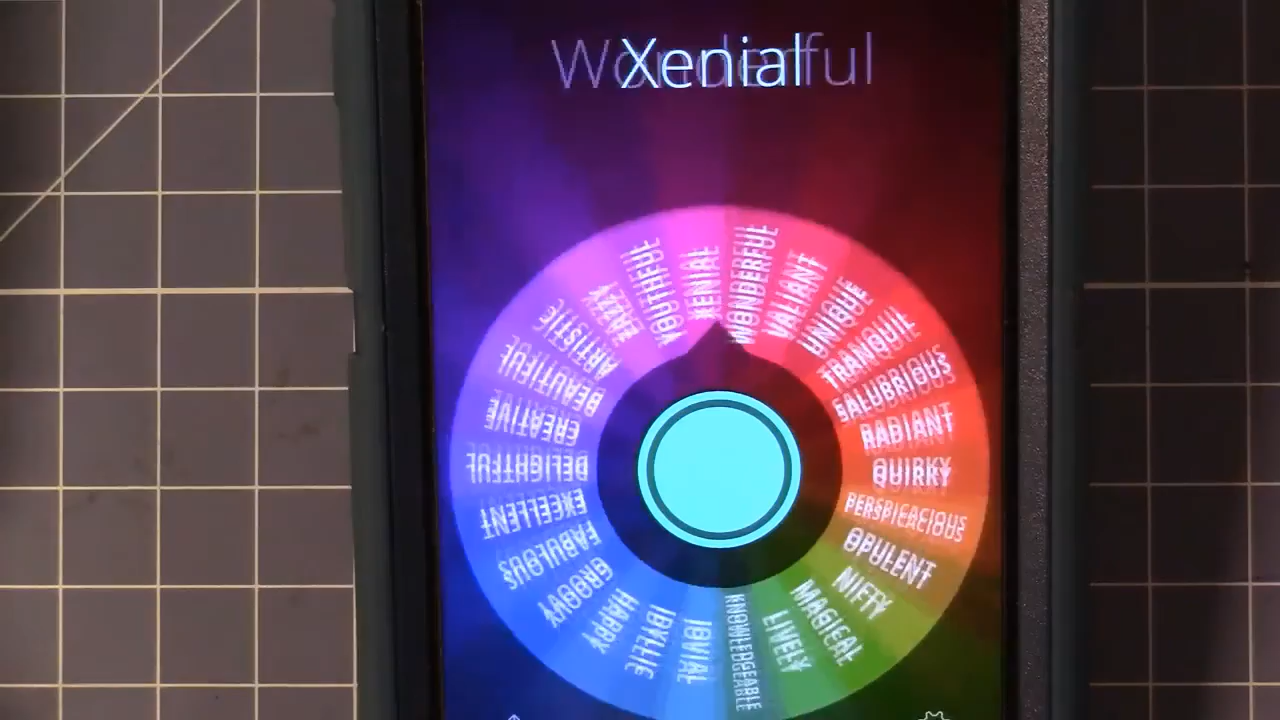 Wonderful
Xenial
WONDERFUL
VALIANT
UNIQUE
TRANQUIL
SALUBRIOUS
RADIANT
QUIRKY
PERSPICACIOUS
OPULENT
NIFTY
MAGICAL
LIVELY
KNOWLEDGEABLE
JOVIAL
IDYLLIC
HAPPY
GROOVY
FABULOUS
EXCELLENT
DELIGHTFUL
CREATIVE
BEAUTIFUL
ARTISTIC
ZAZZY
YOUTHFUL
XENIAL